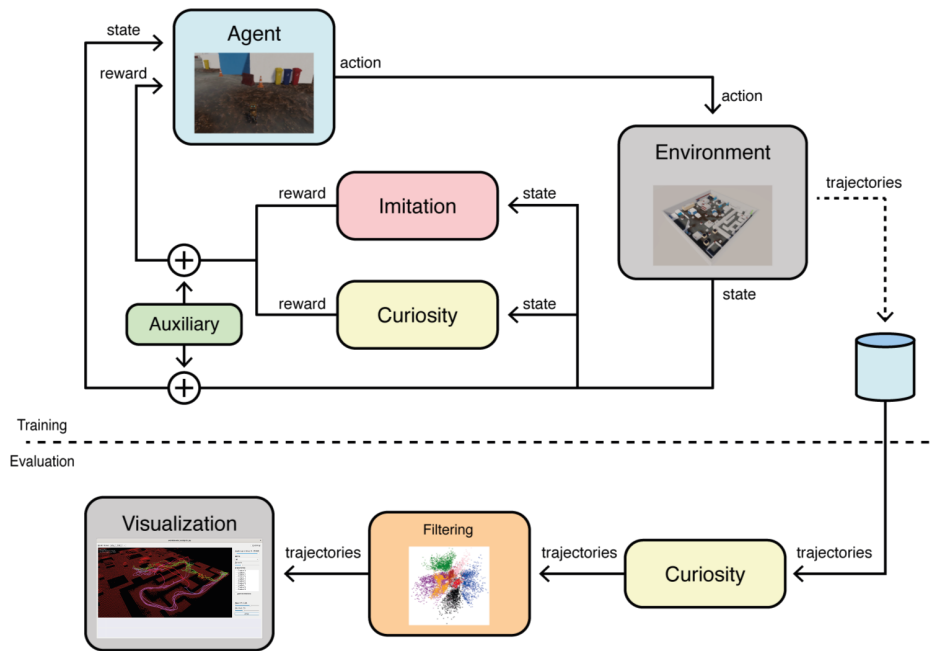 state
Agent
reward
action
action
Environment
trajectories
reward
Imitation
state
reward
Curiosity
state
state
Auxiliary
Training
Evaluation
Visualization
trajectories
Filtering
trajectories
Curiosity
trajectories